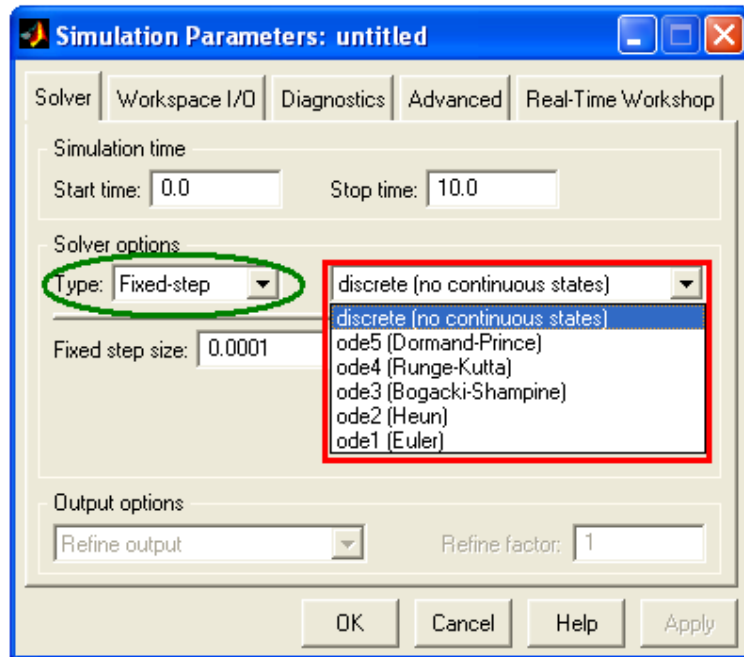 Simulation Parameters: untitled
Solver Workspace I/O Diagnostics Advanced Real-Time Workshop
Simulation time
Start time: 0.0 Stop time: 10.0
Solver options
Type: Fixed-step discrete (no continuous states)
discrete (no continuous states)
ode5 (Dormand-Prince)
Fixed step size: 0.0001 ode4 (Runge-Kutta)
ode3 (Bogacki-Shampine)
ode2 (Heun)
ode1 (Euler)
Output options
Refine output Refine factor: 1
OK Cancel Help Apply